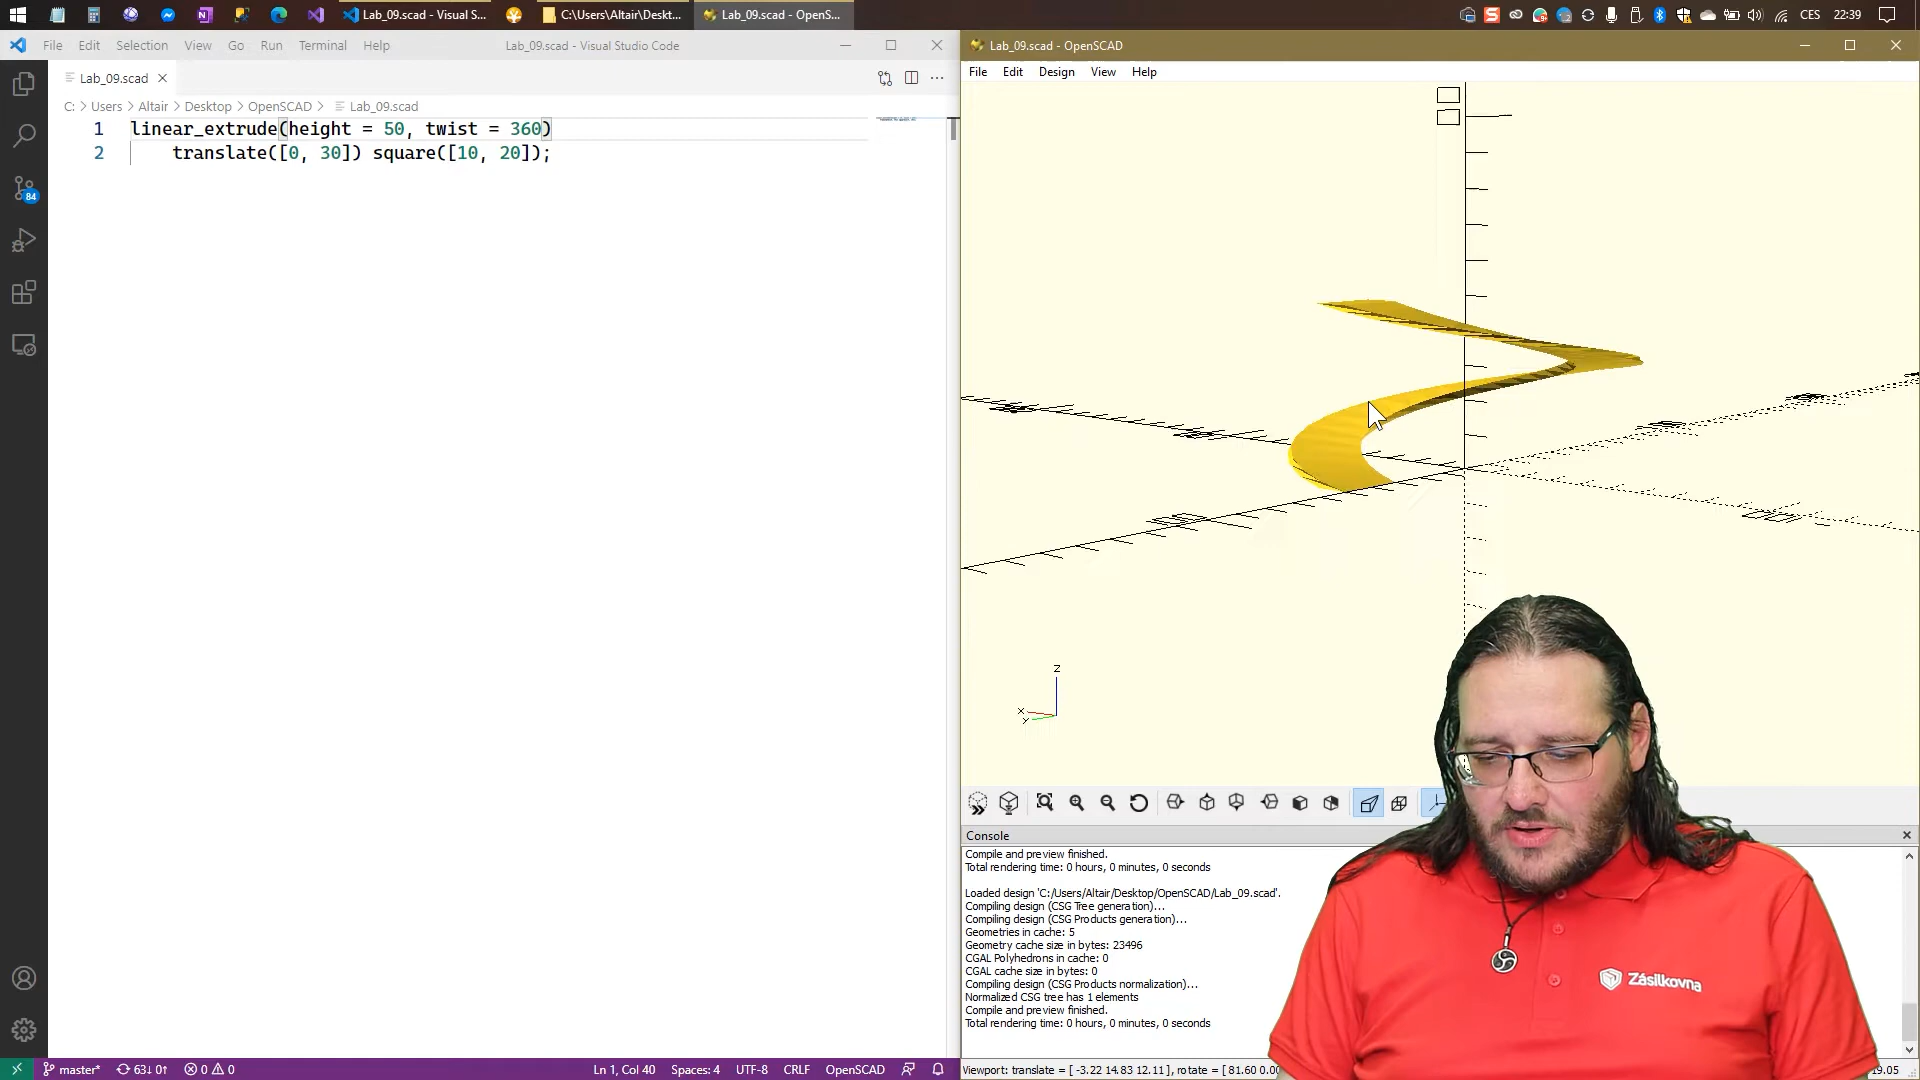 Lab_09.scad - Visual S...
C:\Users\Altair\Deskt...
Lab_09.scad - OpenS...
CES 22:39
File Edit Selection View Go Run Terminal Help
Lab_09.scad - Visual Studio Code
Lab_09.scad
C: > Users > Altair > Desktop > OpenSCAD > Lab_09.scad
1 linear_extrude(height = 50, twist = 360)
2 translate([0, 30]) square([10, 20]);
84
master* 63↓ 0↑ 0 0
Ln 1, Col 40 Spaces: 4 UTF-8 CRLF OpenSCAD
Lab_09.scad - OpenSCAD
File Edit Design View Help
z
x
y
Console
Compile and preview finished.
Total rendering time: 0 hours, 0 minutes, 0 seconds
Loaded design 'C:/Users/Altair/Desktop/OpenSCAD/Lab_09.scad'.
Compiling design (CSG Tree generation)...
Compiling design (CSG Products generation)...
Geometries in cache: 5
Geometry cache size in bytes: 23496
CGAL Polyhedrons in cache: 0
CGAL cache size in bytes: 0
Compiling design (CSG Products normalization)...
Normalized CSG tree has 1 elements
Compile and preview finished.
Total rendering time: 0 hours, 0 minutes, 0 seconds
Viewport: translate = [ -3.22 14.83 12.11 ], rotate = [ 81.60 0.00
19.05
Zásilkovna